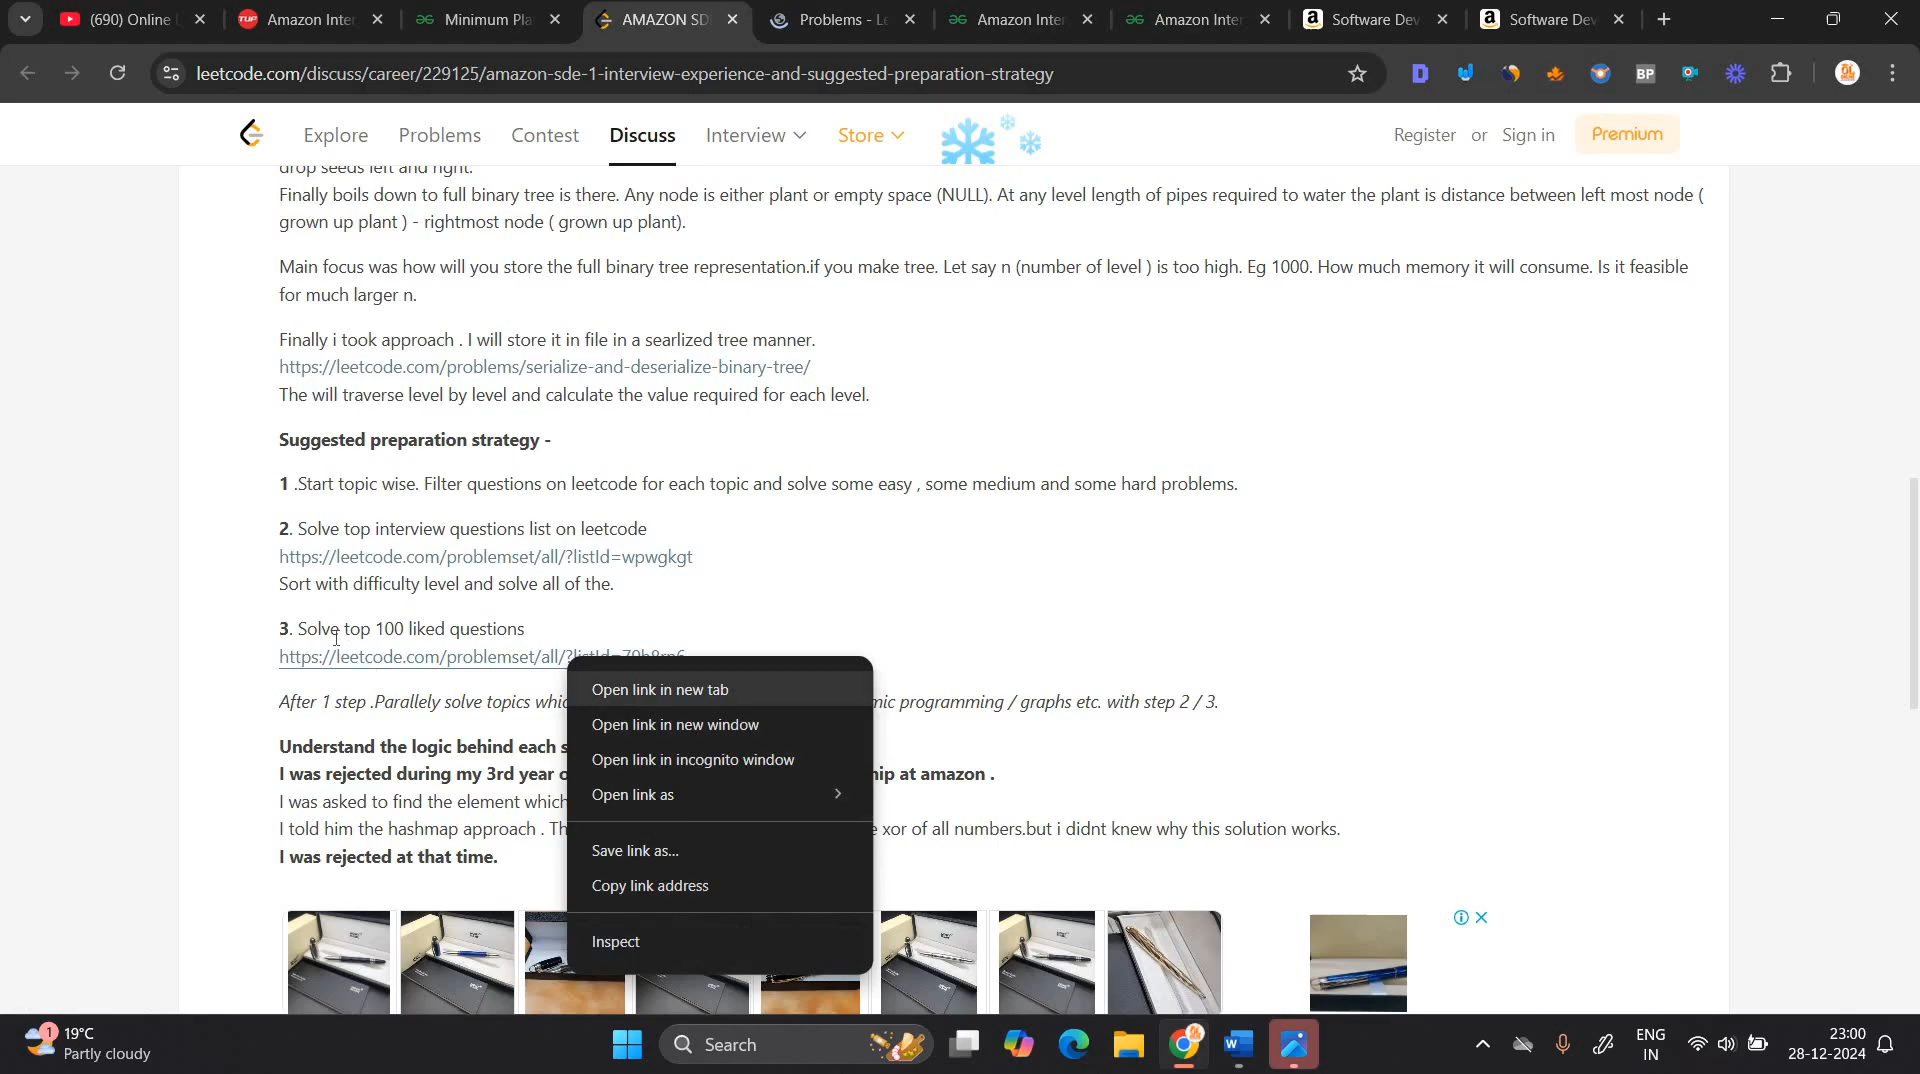 (690) Online
Amazon Inter
Minimum Pla
AMAZON SD
Problems - Le
Amazon Inter
Amazon Inter
Software Dev
Software Dev
leetcode.com/discuss/career/229125/amazon-sde-1-interview-experience-and-suggested-preparation-strategy
Explore
Problems
Contest
Discuss
Interview
Store
Register or Sign in
Premium
drop seeds left and right.
Finally boils down to full binary tree is there. Any node is either plant or empty space (NULL). At any level length of pipes required to water the plant is distance between left most node (
grown up plant ) - rightmost node ( grown up plant).
Main focus was how will you store the full binary tree representation.if you make tree. Let say n (number of level ) is too high. Eg 1000. How much memory it will consume. Is it feasible
for much larger n.
Finally i took approach . I will store it in file in a searlized tree manner.
https://leetcode.com/problems/serialize-and-deserialize-binary-tree/
The will traverse level by level and calculate the value required for each level.
Suggested preparation strategy -
1 .Start topic wise. Filter questions on leetcode for each topic and solve some easy , some medium and some hard problems.
2. Solve top interview questions list on leetcode
https://leetcode.com/problemset/all/?listId=wpwgkgt
Sort with difficulty level and solve all of the.
3. Solve top 100 liked questions
https://leetcode.com/problemset/all/?listId=79h8rn6
After 1 step .Parallely solve topics whic
mic programming / graphs etc. with step 2 / 3.
Understand the logic behind each s
I was rejected during my 3rd year o
hip at amazon .
I was asked to find the element which
I told him the hashmap approach . Th
e xor of all numbers.but i didnt knew why this solution works.
I was rejected at that time.
Open link in new tab
Open link in new window
Open link in incognito window
Open link as
Save link as...
Copy link address
Inspect
1
19°C
Partly cloudy
Search
ENG
IN
23:00
28-12-2024